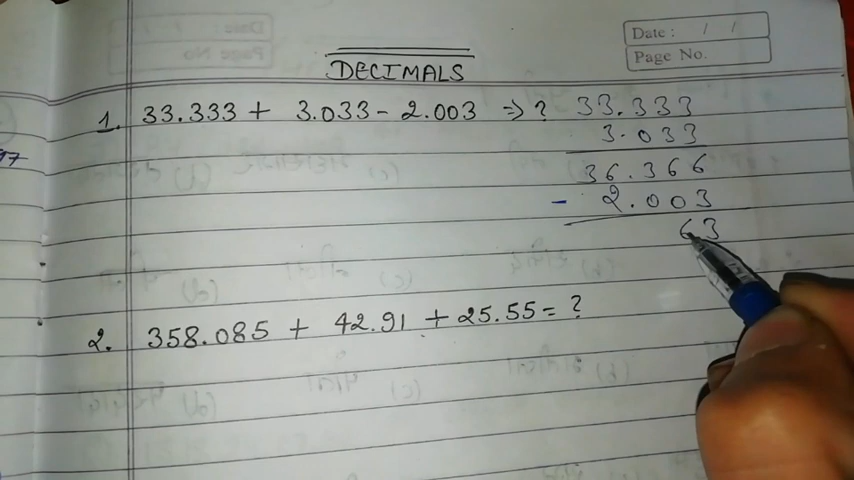 Date: / /
Page No.
DECIMALS
1. 33.333 + 3.033 - 2.003 => ? 33.333
3.033
97
36.366
- 2.003
63
2. 358.085 + 42.91 + 25.55 = ?